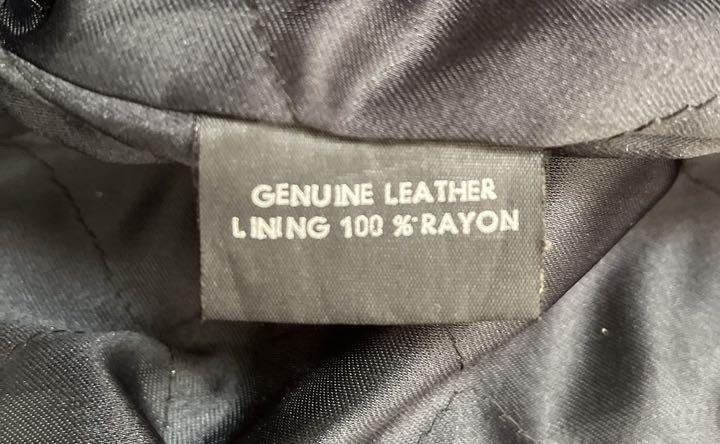 GENUINE LEATHER
LINING 100 % RAYON